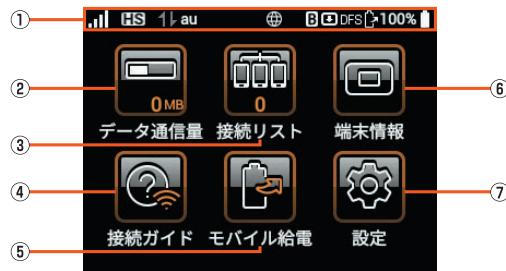 ① HS au B DFS 100%
② 0MB ⑥
データ通信量 接続リスト 端末情報
③ 0
④ ⑦
接続ガイド モバイル給電 設定
⑤